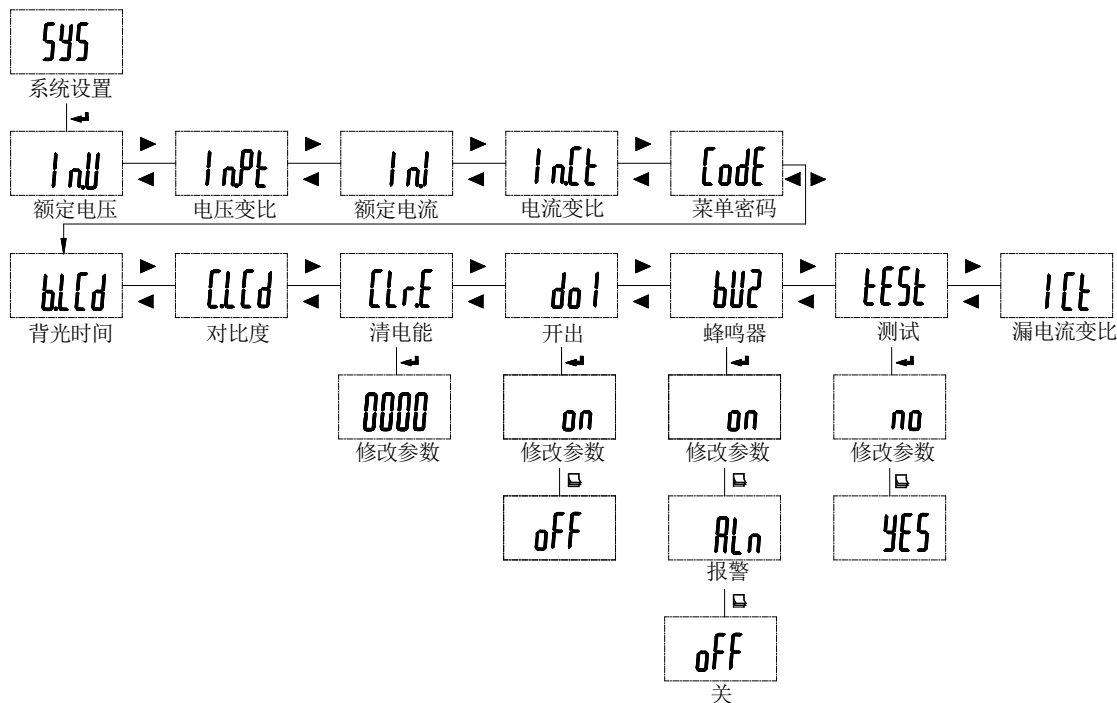 SYS
系统设置
InU InPt InI InCt CodE
额定电压 电压变比 额定电流 电流变比 菜单密码
b.LCd C.LCd CLr.E do1 bUZ tESt ICt
背光时间 对比度 清电能 开出 蜂鸣器 测试 漏电流变比
0000 on on no
修改参数 修改参数 修改参数 修改参数
oFF ALn YES
报警
oFF
关